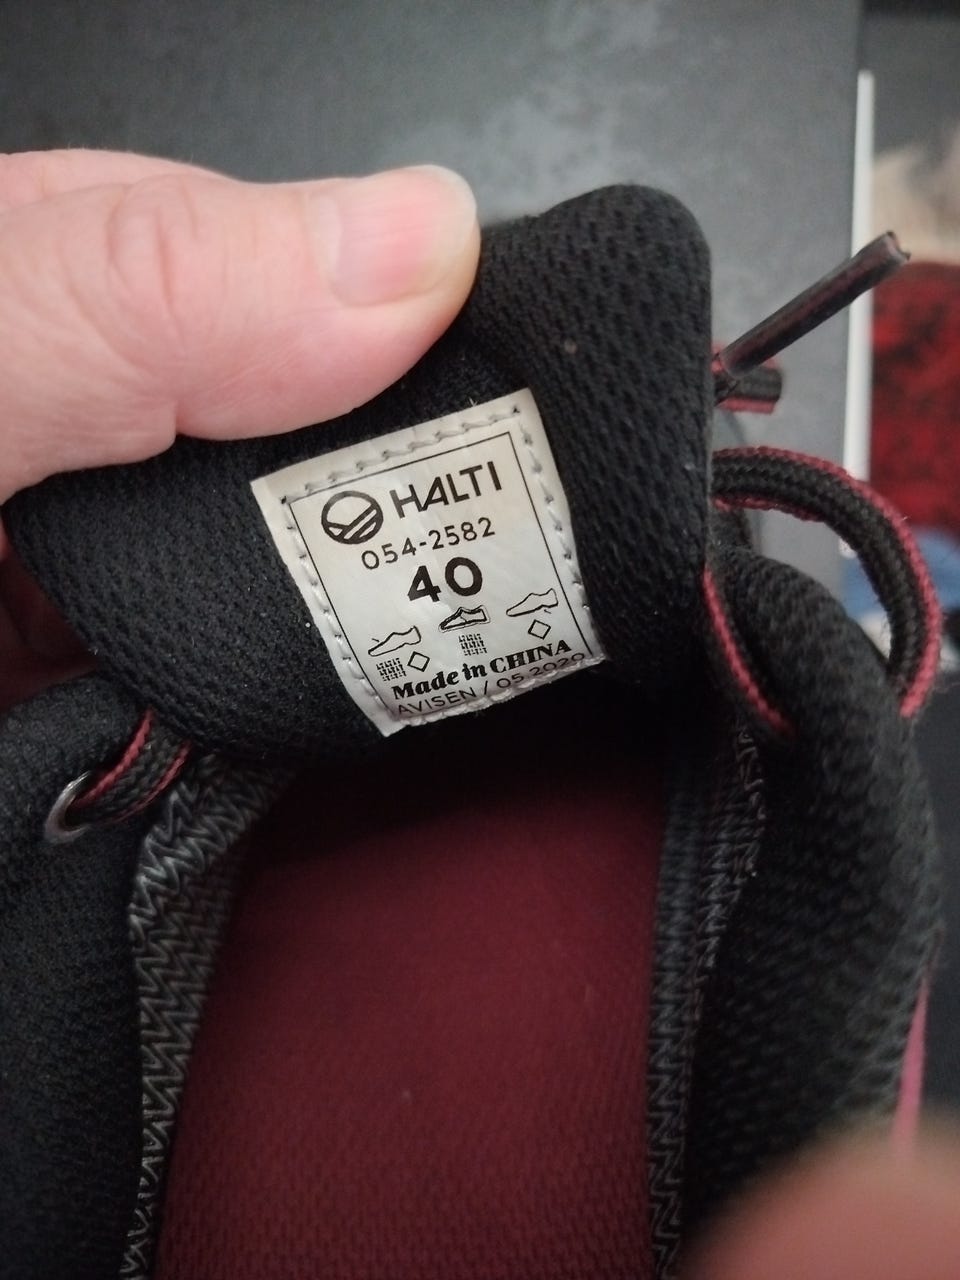 HALTI
054-2582
40
Made in CHINA
AVISEN / 05.2020